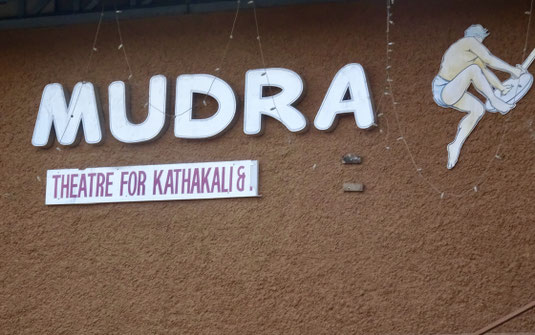 MUDRA
THEATRE FOR KATHAKALI & .